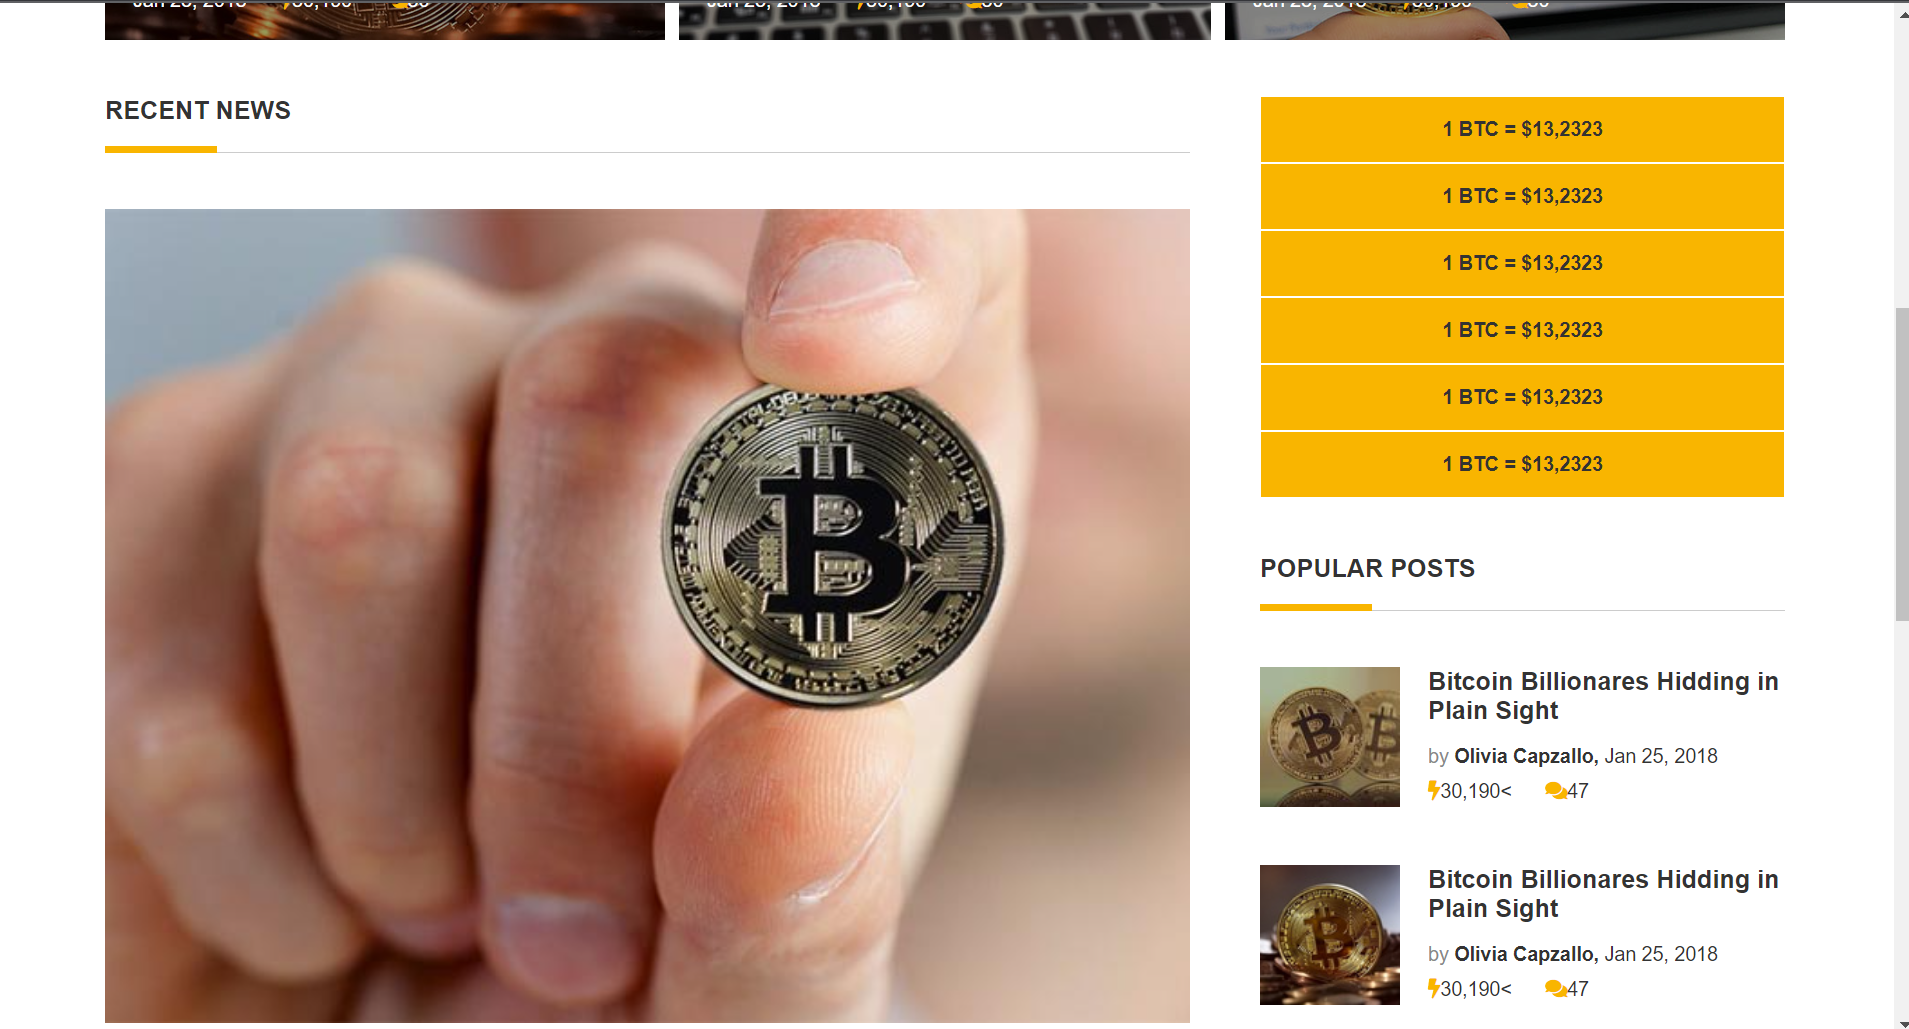 RECENT NEWS
1 BTC = $13,2323
1 BTC = $13,2323
1 BTC = $13,2323
1 BTC = $13,2323
1 BTC = $13,2323
1 BTC = $13,2323
POPULAR POSTS
Bitcoin Billionares Hidding in
Plain Sight
by Olivia Capzallo, Jan 25, 2018
30,190< 47
Bitcoin Billionares Hidding in
Plain Sight
by Olivia Capzallo, Jan 25, 2018
30,190< 47